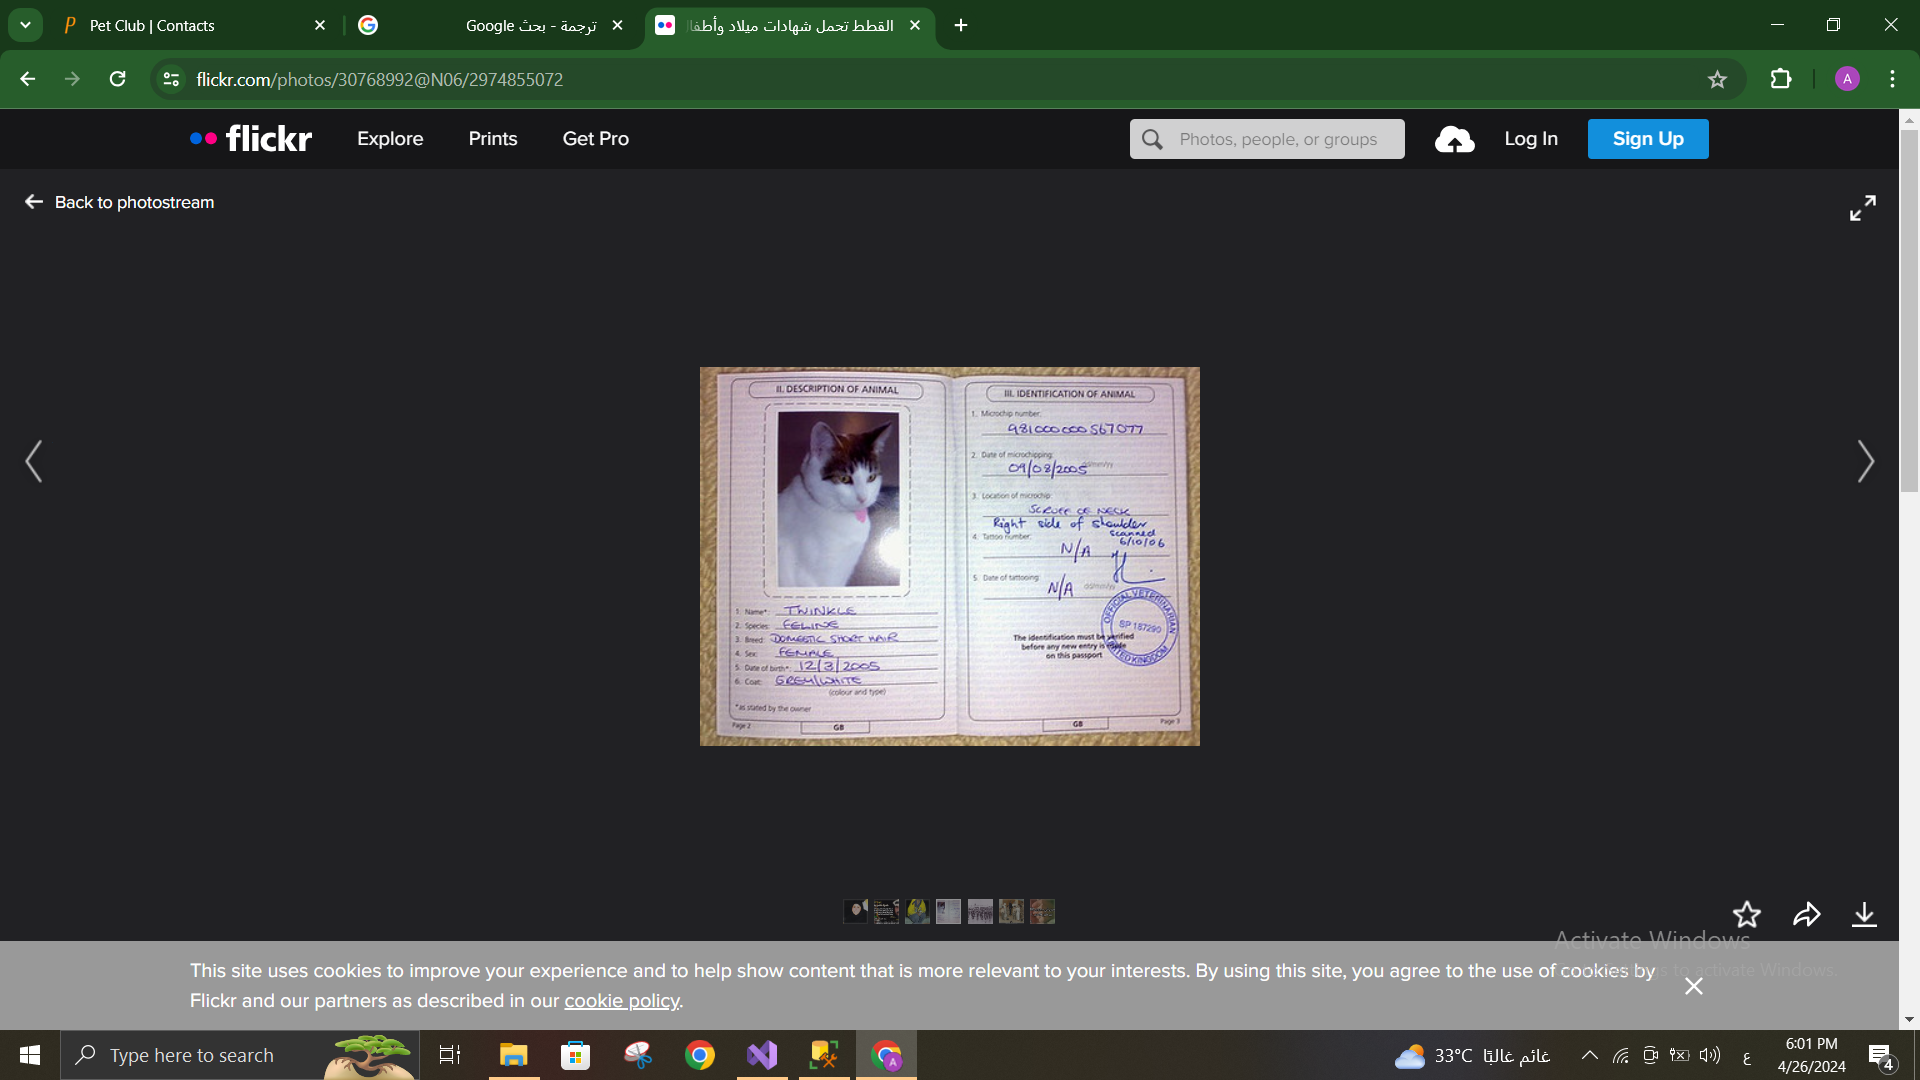 Pet Club | Contacts
ترجمة - بحث Google
القطط تحمل شهادات ميلاد وأطفا
flickr.com/photos/30768992@N06/2974855072
A
flickr
Explore
Prints
Get Pro
Photos, people, or groups
Log In
Sign Up
Back to photostream
II. DESCRIPTION OF ANIMAL
1. Name*: TWINKLE
2. Species: FELINE
3. Breed: DOMESTIC SHORT HAIR
4. Sex: FEMALE
5. Date of birth*: 12/3/2005
6. Coat: GREY/WHITE
(colour and type)
*as stated by the owner
Page 2
GB
III. IDENTIFICATION OF ANIMAL
1. Microchip number:
981000000567077
2. Date of microchipping:
09/08/2005 dd/mm/yy
3. Location of microchip:
SCRUFF OF NECK
Right side of shoulder
scanned
6/10/06
4. Tattoo number:
N/A
5. Date of tattooing:
N/A dd/mm/yy
OFFICIAL VETERINARIAN
SP 187290
UNITED KINGDOM
The identification must be verified
before any new entry is made
on this passport
GB
Page 3
Activate Windows
This site uses cookies to improve your experience and to help show content that is more relevant to your interests. By using this site, you agree to the use of cookies by
Flickr and our partners as described in our cookie policy.
Type here to search
33°C غائم غالبًا
ع
6:01 PM
4/26/2024
4